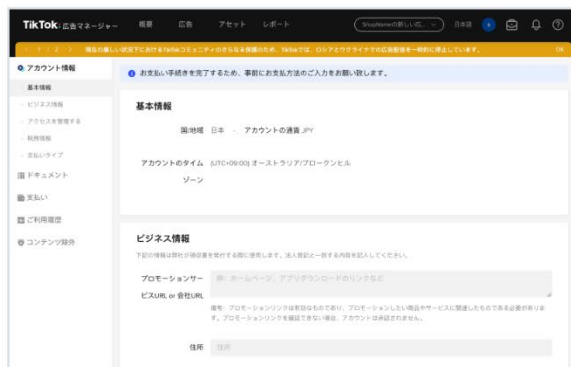 TikTok: 広告マネージャー 概要 広告 アセット レポート ShopNameの新しい広... 日本語
< 1 / 2 > 現在の厳しい状況下におけるTikTokコミュニティのさらなる保護のため、TikTokでは、ロシアとウクライナでの広告配信を一時的に停止しています。 OK
アカウント情報
基本情報
ビジネス情報
アクセスを管理する
税務情報
支払いタイプ
ドキュメント
支払い
ご利用履歴
コンテンツ除外
お支払い手続きを完了するため、事前にお支払方法のご入力をお願い致します。
基本情報
国/地域 日本 - アカウントの通貨 JPY
アカウントのタイム (UTC+09:00) オーストラリア/ブロークンヒル
ゾーン
ビジネス情報
下記の情報は弊社が領収書を発行する際に使用します。法人登記と一致する内容を記入してください。
プロモーションサー 例: ホームページ、アプリダウンロードのリンクなど
ビスURL or 会社URL
備考: プロモーションリンクは有効なものであり、プロモーションしたい商品やサービスに関連したものである必要がありま
す。プロモーションリンクを確認できない場合、アカウントは承認されません。
住所 住所